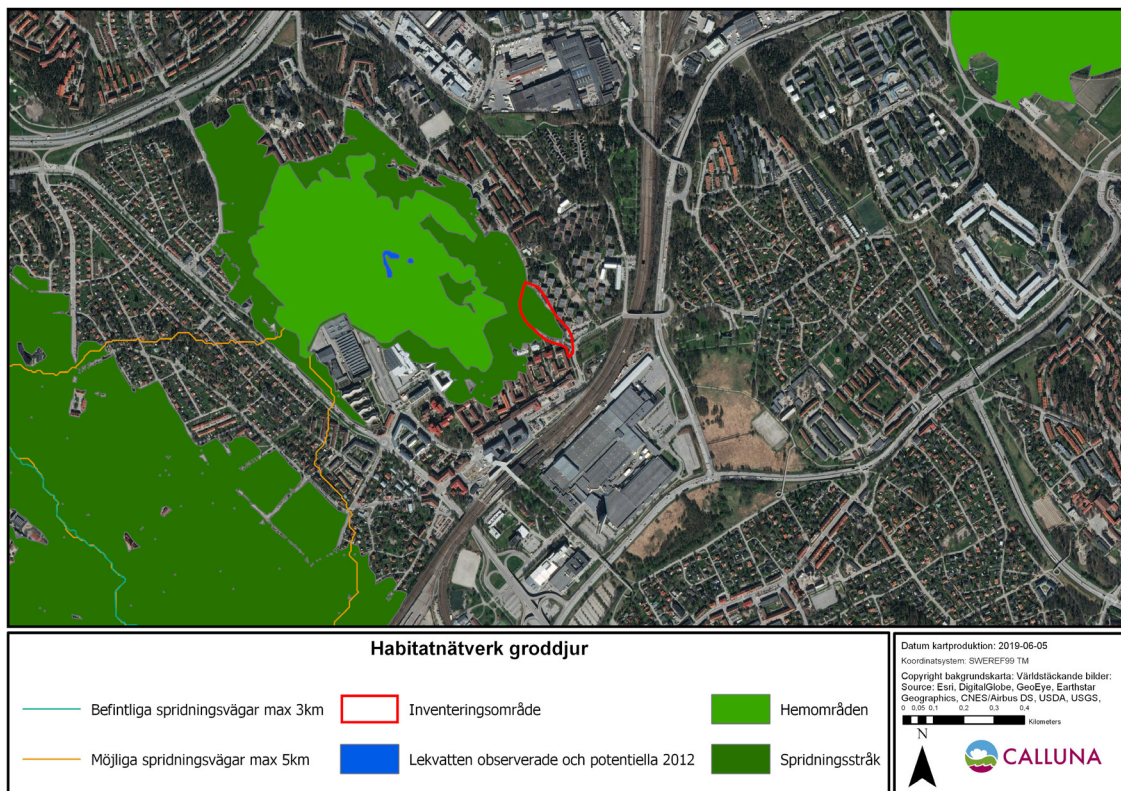 Habitatnätverk groddjur
Befintliga spridningsvägar max 3km
Möjliga spridningsvägar max 5km
Inventeringsområde
Lekvatten observerade och potentiella 2012
Hemområden
Spridningsstråk
Datum kartproduktion: 2019-06-05
Koordinatsystem: SWEREF99 TM
Copyright bakgrundskarta: Världstäckande bilder:
Source: Esri, DigitalGlobe, GeoEye, Earthstar
Geographics, CNES/Airbus DS, USDA, USGS,
0 0,05 0,1 0,2 0,3 0,4
Kilometers
N
CALLUNA